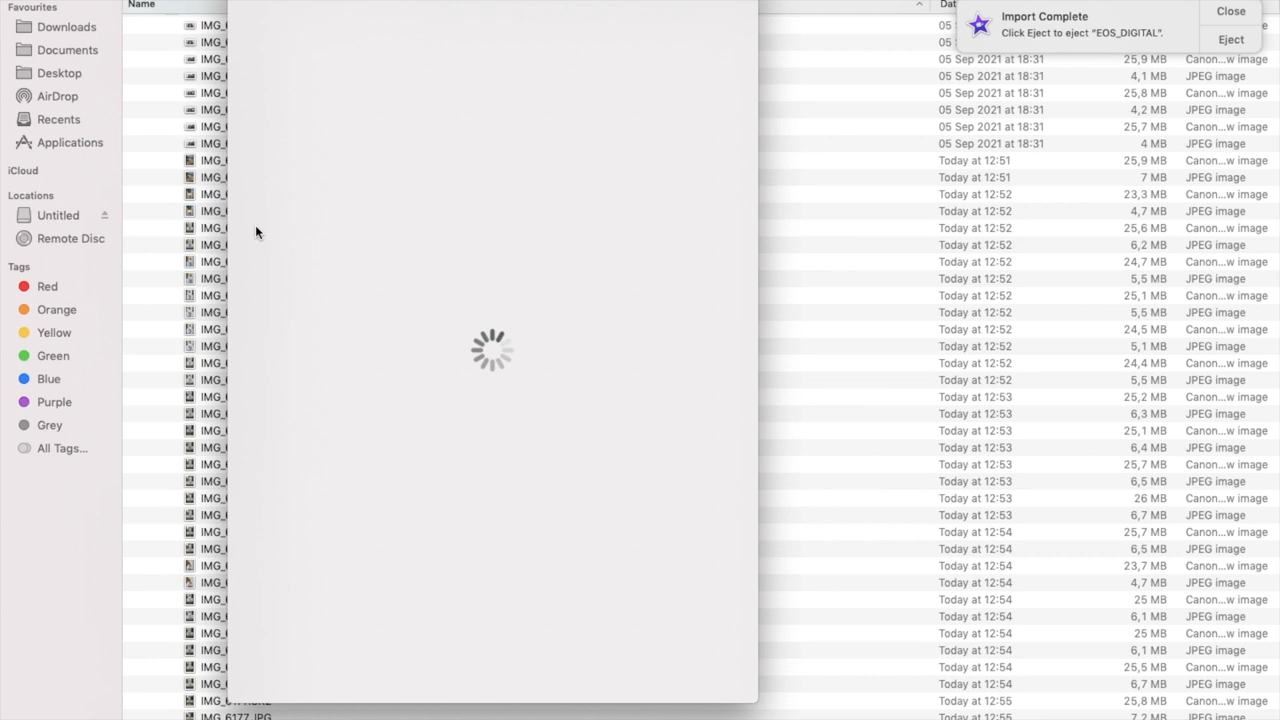 Favourites
Downloads
Documents
Desktop
AirDrop
Recents
Applications
iCloud
Locations
Untitled
Remote Disc
Tags
Red
Orange
Yellow
Green
Blue
Purple
Grey
All Tags...
Name
Import Complete
Click Eject to eject "EOS_DIGITAL".
Close
Eject
05 Sep 2021 at 18:31 25,9 MB Canon...w image
05 Sep 2021 at 18:31 4,1 MB JPEG image
05 Sep 2021 at 18:31 25,8 MB Canon...w image
05 Sep 2021 at 18:31 4,2 MB JPEG image
05 Sep 2021 at 18:31 25,7 MB Canon...w image
05 Sep 2021 at 18:31 4 MB JPEG image
Today at 12:51 25,9 MB Canon...w image
Today at 12:51 7 MB JPEG image
Today at 12:52 23,3 MB Canon...w image
Today at 12:52 4,7 MB JPEG image
Today at 12:52 25,6 MB Canon...w image
Today at 12:52 6,2 MB JPEG image
Today at 12:52 24,7 MB Canon...w image
Today at 12:52 5,5 MB JPEG image
Today at 12:52 25,1 MB Canon...w image
Today at 12:52 5,5 MB JPEG image
Today at 12:52 24,5 MB Canon...w image
Today at 12:52 5,1 MB JPEG image
Today at 12:52 24,4 MB Canon...w image
Today at 12:52 5,5 MB JPEG image
Today at 12:53 25,2 MB Canon...w image
Today at 12:53 6,3 MB JPEG image
Today at 12:53 25,1 MB Canon...w image
Today at 12:53 6,4 MB JPEG image
Today at 12:53 25,7 MB Canon...w image
Today at 12:53 6,5 MB JPEG image
Today at 12:53 26 MB Canon...w image
Today at 12:53 6,7 MB JPEG image
Today at 12:54 25,7 MB Canon...w image
Today at 12:54 6,5 MB JPEG image
Today at 12:54 23,7 MB Canon...w image
Today at 12:54 4,7 MB JPEG image
Today at 12:54 25 MB Canon...w image
Today at 12:54 6,1 MB JPEG image
Today at 12:54 25 MB Canon...w image
Today at 12:54 6,1 MB JPEG image
Today at 12:54 25,5 MB Canon...w image
Today at 12:54 6,7 MB JPEG image
Today at 12:55 25,8 MB Canon...w image
IMG_6177.JPG Today at 12:55 7,2 MB JPEG image